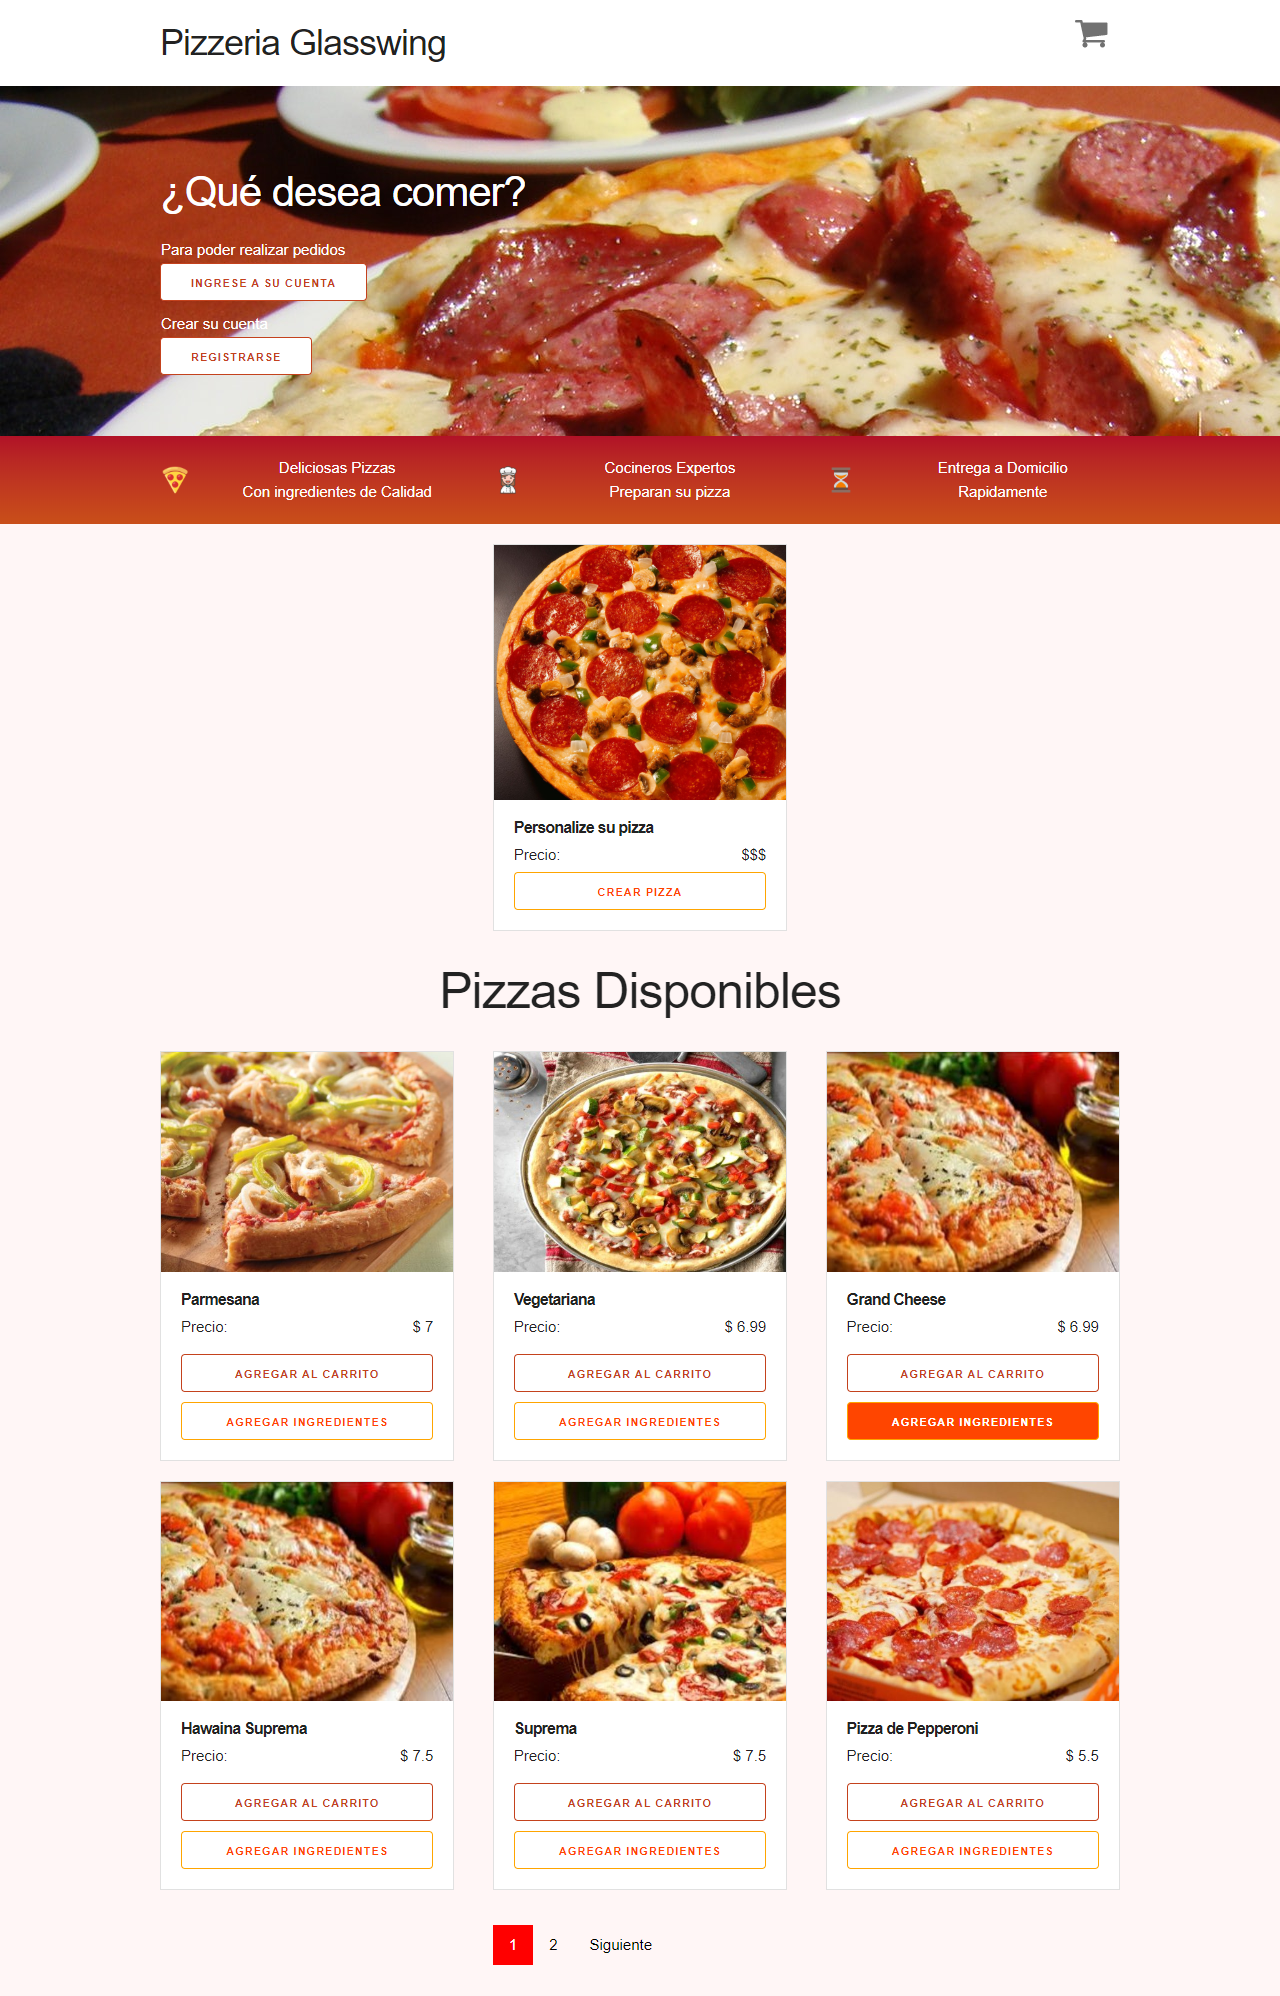 Pizzeria Glasswing
¿Qué desea comer?
Para poder realizar pedidos
INGRESE A SU CUENTA
Crear su cuenta
REGISTRARSE
Deliciosas Pizzas
Con ingredientes de Calidad
Cocineros Expertos
Preparan su pizza
Entrega a Domicilio
Rapidamente
Personalize su pizza
Precio: $$$
CREAR PIZZA
Pizzas Disponibles
Parmesana
Precio: $ 7
AGREGAR AL CARRITO
AGREGAR INGREDIENTES
Vegetariana
Precio: $ 6.99
AGREGAR AL CARRITO
AGREGAR INGREDIENTES
Grand Cheese
Precio: $ 6.99
AGREGAR AL CARRITO
AGREGAR INGREDIENTES
Hawaina Suprema
Precio: $ 7.5
AGREGAR AL CARRITO
AGREGAR INGREDIENTES
Suprema
Precio: $ 7.5
AGREGAR AL CARRITO
AGREGAR INGREDIENTES
Pizza de Pepperoni
Precio: $ 5.5
AGREGAR AL CARRITO
AGREGAR INGREDIENTES
1 2 Siguiente